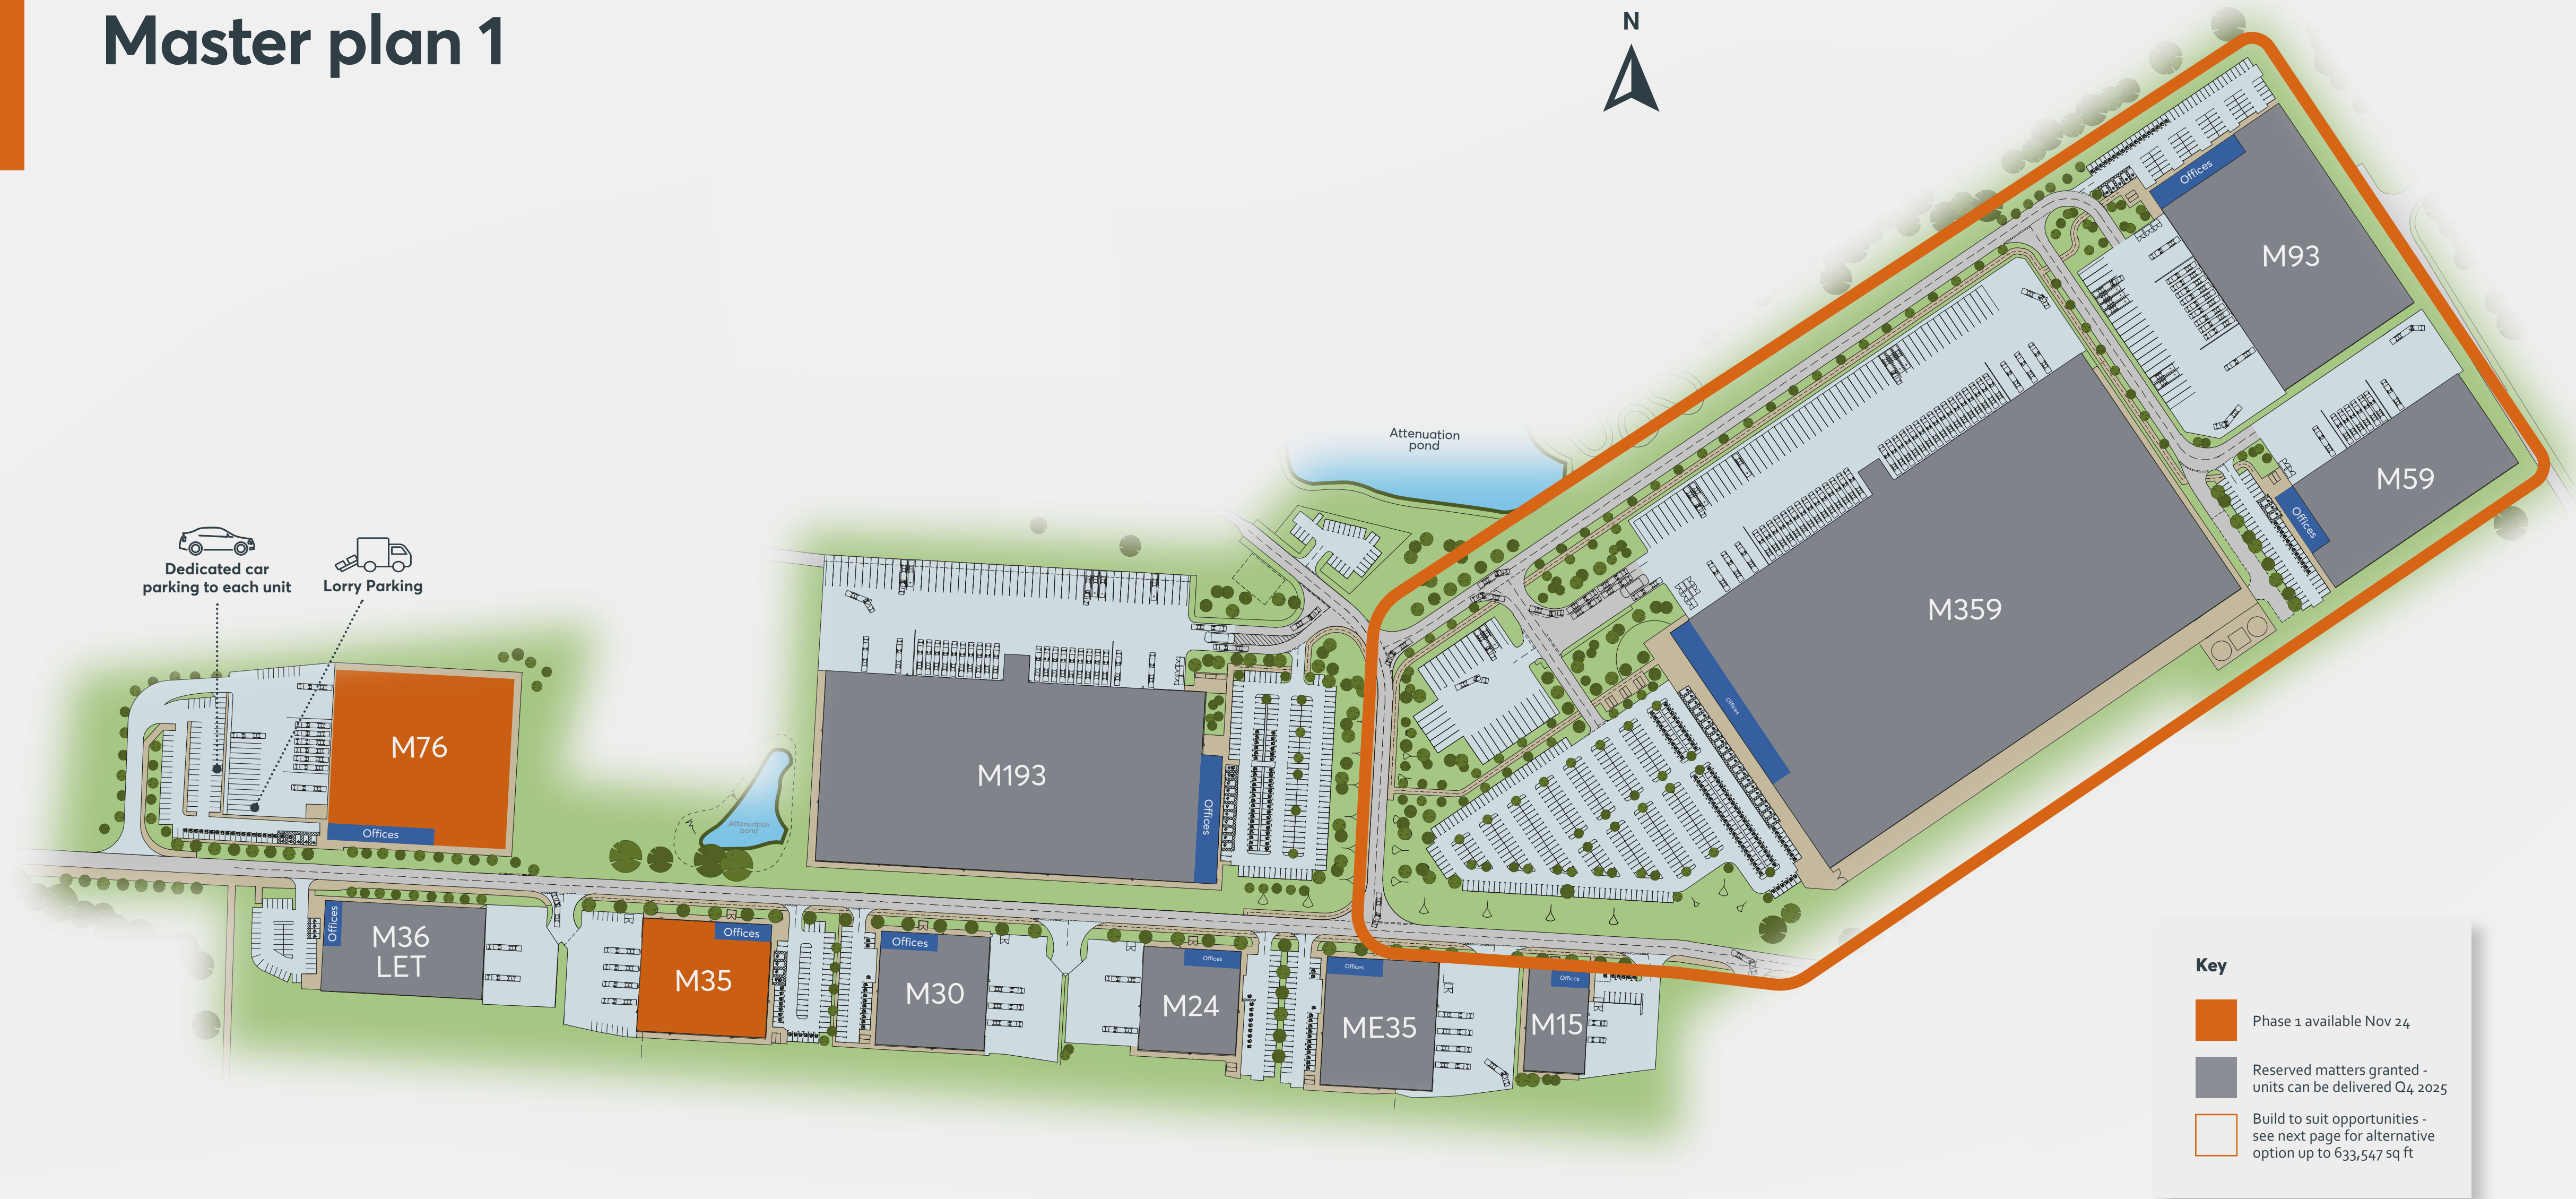 Master plan 1
N
Offices
M93
Attenuation
pond
M59
Offices
Dedicated car
parking to each unit
Lorry Parking
M359
Offices
M76
Offices
M193
Offices
Attenuation
pond
Offices
M36
LET
Offices
M35
Offices
M30
Offices
M24
Offices
ME35
Offices
M15
Key
Phase 1 available Nov 24
Reserved matters granted -
units can be delivered Q4 2025
Build to suit opportunities -
see next page for alternative
option up to 633,547 sq ft